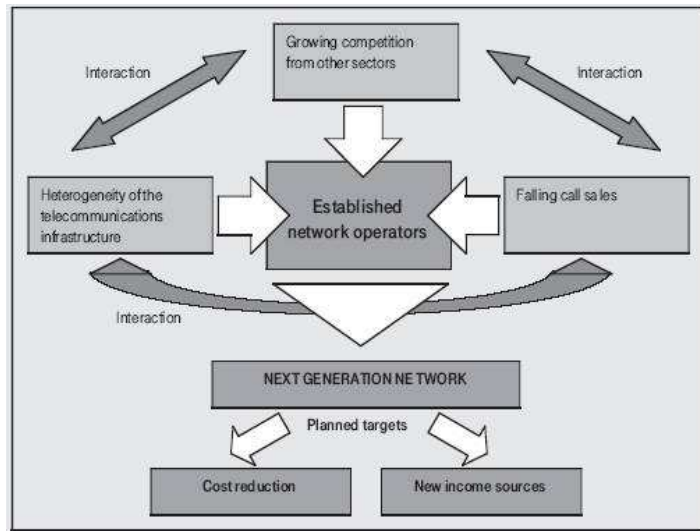 Growing competition
from other sectors
Interaction
Interaction
Heterogeneity of the
telecommunications
infrastructure
Established
network operators
Falling call sales
Interaction
NEXT GENERATION NETWORK
Planned targets
Cost reduction
New income sources